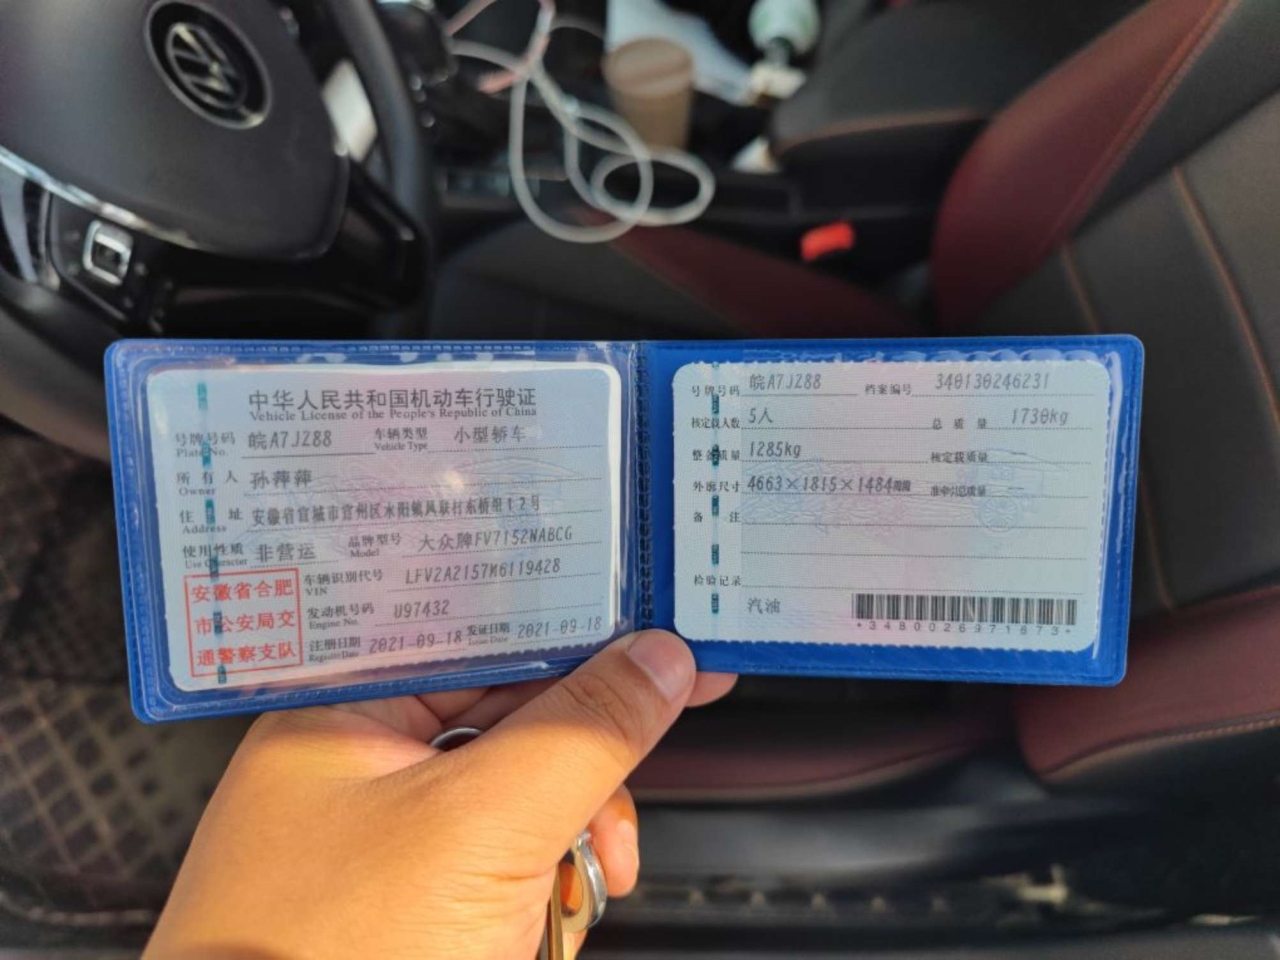 中华人民共和国机动车行驶证
Vehicle License of the People's Republic of China
号牌号码 皖A7J288 车辆类型 小型轿车
Plate No. Vehicle Type
所有人 孙萍萍
Owner
住址 安徽省宣城市宣州区水阳镇凤联村东桥组12号
Address
使用性质 非营运 品牌型号 大众牌FV7152NABCG
Use Character Model
安徽省合肥
市公安局交
通警察支队
车辆识别代号 LFV2A2157M6119428
VIN
发动机号码 U97432
Engine No.
注册日期 2021-09-18 发证日期 2021-09-18
Register Date Issue Date
号牌号码 皖A7J288 档案编号 340130246231
核定载人数 5人 总质量 1730kg
整备质量 1285kg 核定载质量 --
外廓尺寸 4663×1815×1484mm 准牵引总质量 --
备注
检验记录
汽油
*3480026971673*